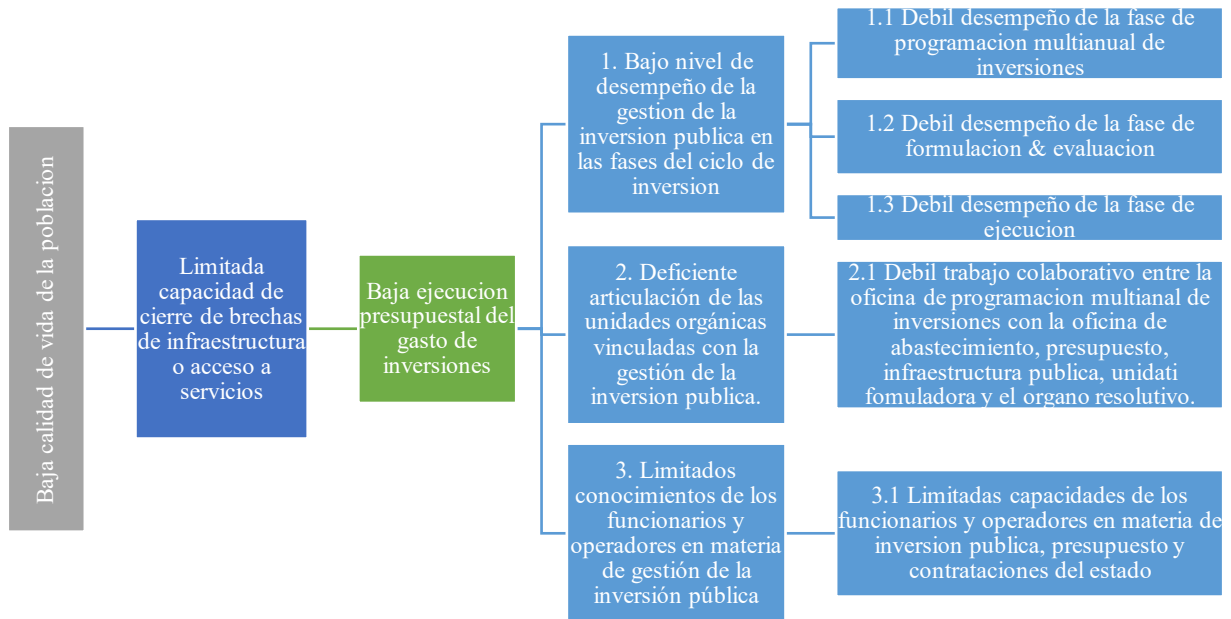 Baja calidad de vida de la poblacion
Limitada
capacidad de
cierre de brechas
de infraestructura
o acceso a
servicios
Baja ejecucion
presupuestal del
gasto de
inversiones
1. Bajo nivel de
desempeño de la
gestion de la
inversion publica en
las fases del ciclo de
inversion
1.1 Debil desempeño de la fase de
programacion multianual de
inversiones
1.2 Debil desempeño de la fase de
formulacion & evaluacion
1.3 Debil desempeño de la fase de
ejecucion
2. Deficiente
articulación de las
unidades orgánicas
vinculadas con la
gestión de la
inversion publica.
2.1 Debil trabajo colaborativo entre la
oficina de programacion multianal de
inversiones con la oficina de
abastecimiento, presupuesto,
infraestructura publica, unidati
fomuladora y el organo resolutivo.
3. Limitados
conocimientos de los
funcionarios y
operadores en materia
de gestión de la
inversión pública
3.1 Limitadas capacidades de los
funcionarios y operadores en materia de
inversion publica, presupuesto y
contrataciones del estado